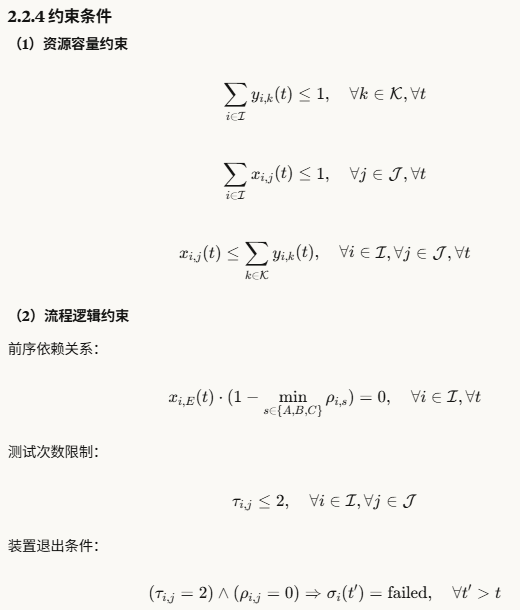 2.2.4 约束条件
（1）资源容量约束
$$\sum_{i \in \mathcal{I}} y_{i,k}(t) \leq 1, \quad \forall k \in \mathcal{K}, \forall t$$
$$\sum_{i \in \mathcal{I}} x_{i,j}(t) \leq 1, \quad \forall j \in \mathcal{J}, \forall t$$
$$x_{i,j}(t) \leq \sum_{k \in \mathcal{K}} y_{i,k}(t), \quad \forall i \in \mathcal{I}, \forall j \in \mathcal{J}, \forall t$$
（2）流程逻辑约束
前序依赖关系：
$$x_{i,E}(t) \cdot (1 - \min_{s \in \{A,B,C\}} \rho_{i,s}) = 0, \quad \forall i \in \mathcal{I}, \forall t$$
测试次数限制：
$$\tau_{i,j} \leq 2, \quad \forall i \in \mathcal{I}, \forall j \in \mathcal{J}$$
装置退出条件：
$$(\tau_{i,j} = 2) \wedge (\rho_{i,j} = 0) \Rightarrow \sigma_i(t') = \text{failed}, \quad \forall t' > t$$